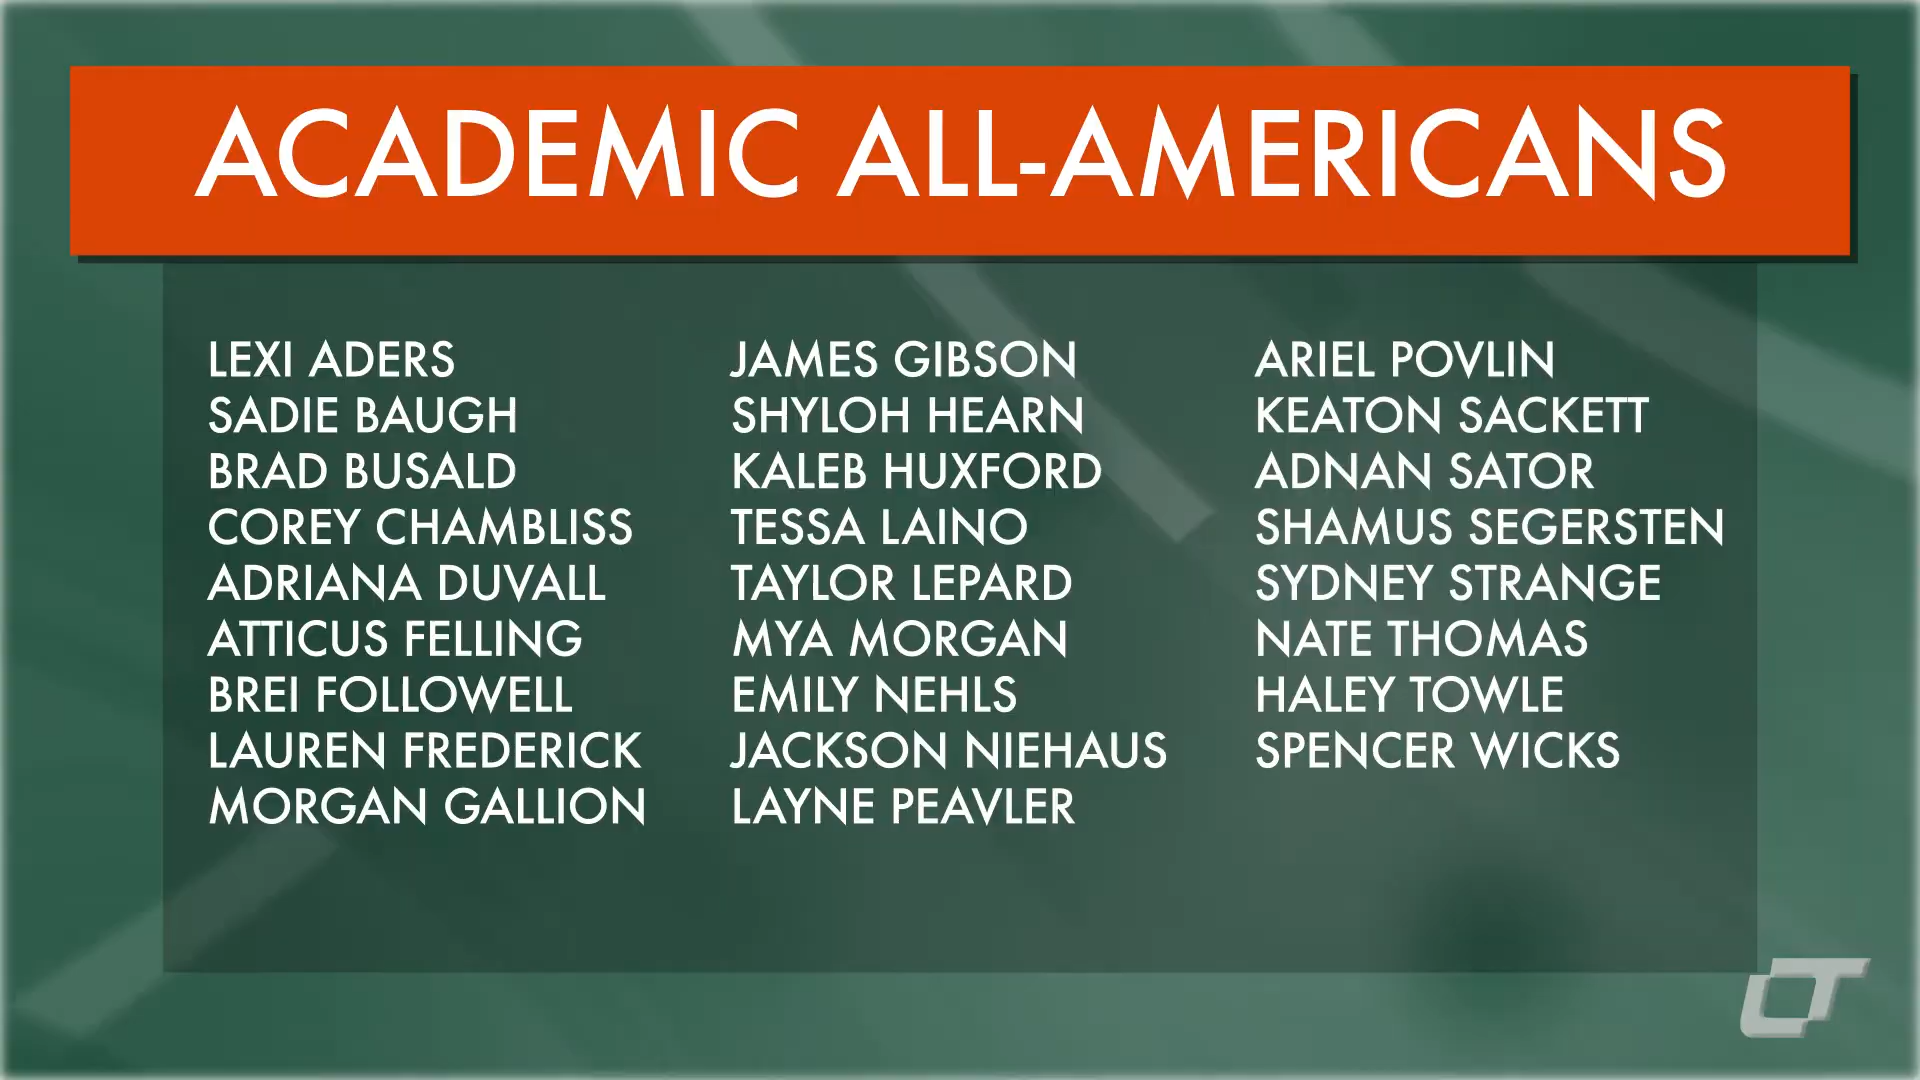 ACADEMIC ALL-AMERICANS
LEXI ADERS
SADIE BAUGH
BRAD BUSALD
COREY CHAMBLISS
ADRIANA DUVALL
ATTICUS FELLING
BREI FOLLOWELL
LAUREN FREDERICK
MORGAN GALLION
JAMES GIBSON
SHYLOH HEARN
KALEB HUXFORD
TESSA LAINO
TAYLOR LEPARD
MYA MORGAN
EMILY NEHLS
JACKSON NIEHAUS
LAYNE PEAVLER
ARIEL POVLIN
KEATON SACKETT
ADNAN SATOR
SHAMUS SEGERSTEN
SYDNEY STRANGE
NATE THOMAS
HALEY TOWLE
SPENCER WICKS